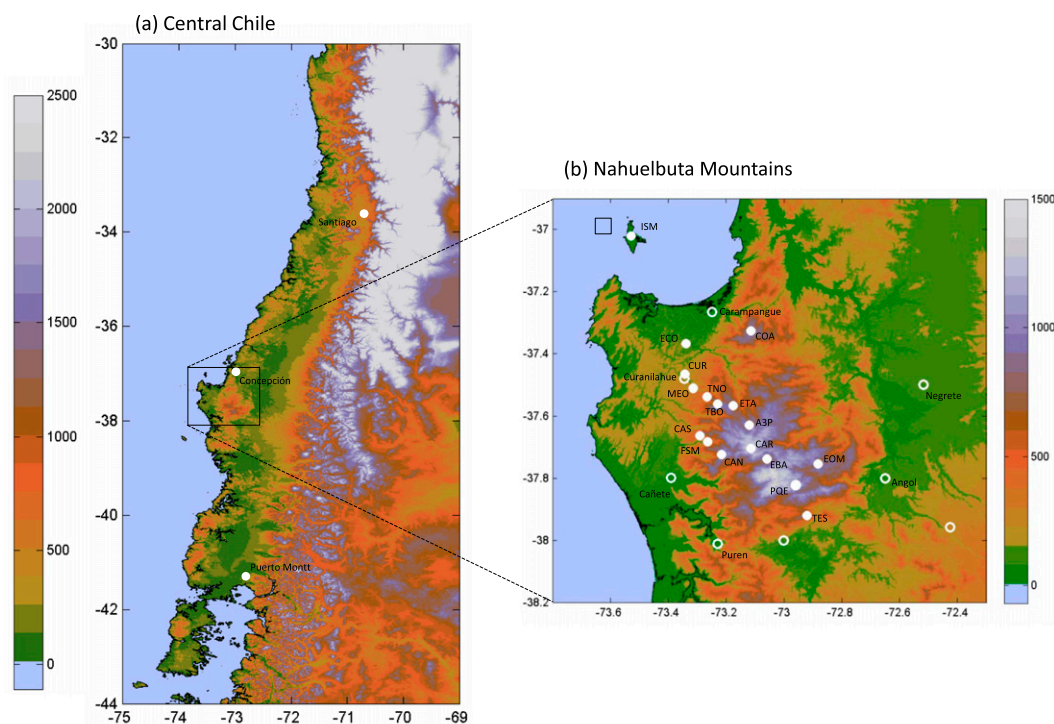 (a) Central Chile
-30
-32
-34
-36
-38
-40
-42
-44
-75
-74
-73
-72
-71
-70
-69
2500
2000
1500
1000
500
0
Santiago
Concepción
Puerto Montt
(b) Nahuelbuta Mountains
-37
-37.2
-37.4
-37.6
-37.8
-38
-38.2
-73.6
-73.4
-73.2
-73
-72.8
-72.6
-72.4
1500
1000
500
0
ISM
Carampangue
COA
ECO
CUR
Curanilahue
TNO
MEO
TBO
ETA
Negrete
A3P
CAS
FSM
CAR
CAN
EBA
EOM
Cañete
PQE
Angol
TES
Puren